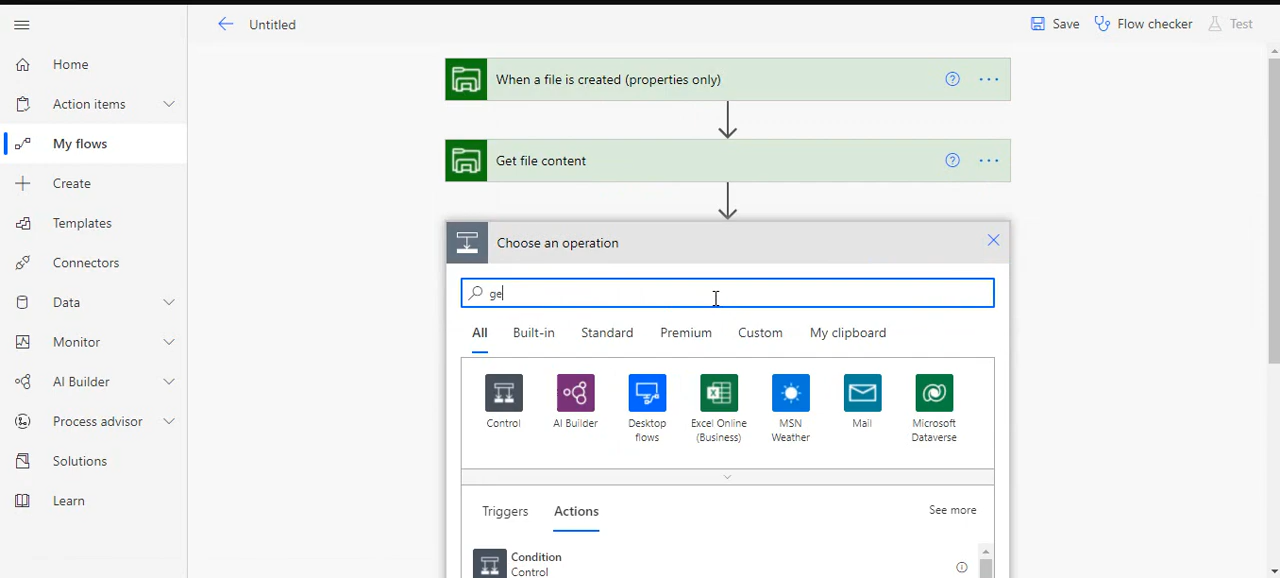 Untitled
Save
Flow checker
Test
Home
Action items
My flows
Create
Templates
Connectors
Data
Monitor
AI Builder
Process advisor
Solutions
Learn
When a file is created (properties only)
Get file content
Choose an operation
ge
All
Built-in
Standard
Premium
Custom
My clipboard
Control
AI Builder
Desktop
flows
Excel Online
(Business)
MSN
Weather
Mail
Microsoft
Dataverse
Triggers
Actions
See more
Condition
Control